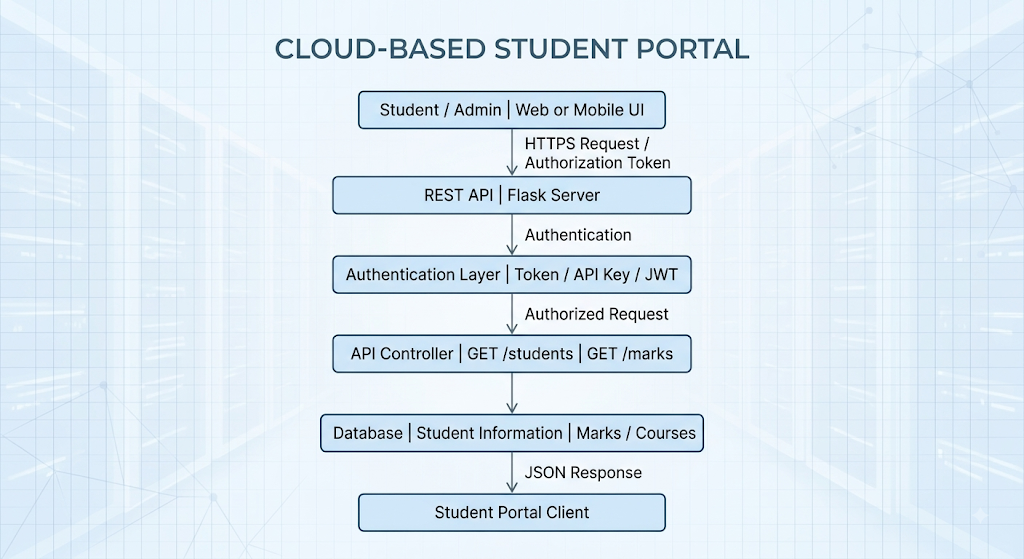 CLOUD-BASED STUDENT PORTAL
Student / Admin | Web or Mobile UI
HTTPS Request /
Authorization Token
REST API | Flask Server
Authentication
Authentication Layer | Token / API Key / JWT
Authorized Request
API Controller | GET /students | GET /marks
Database | Student Information | Marks / Courses
JSON Response
Student Portal Client